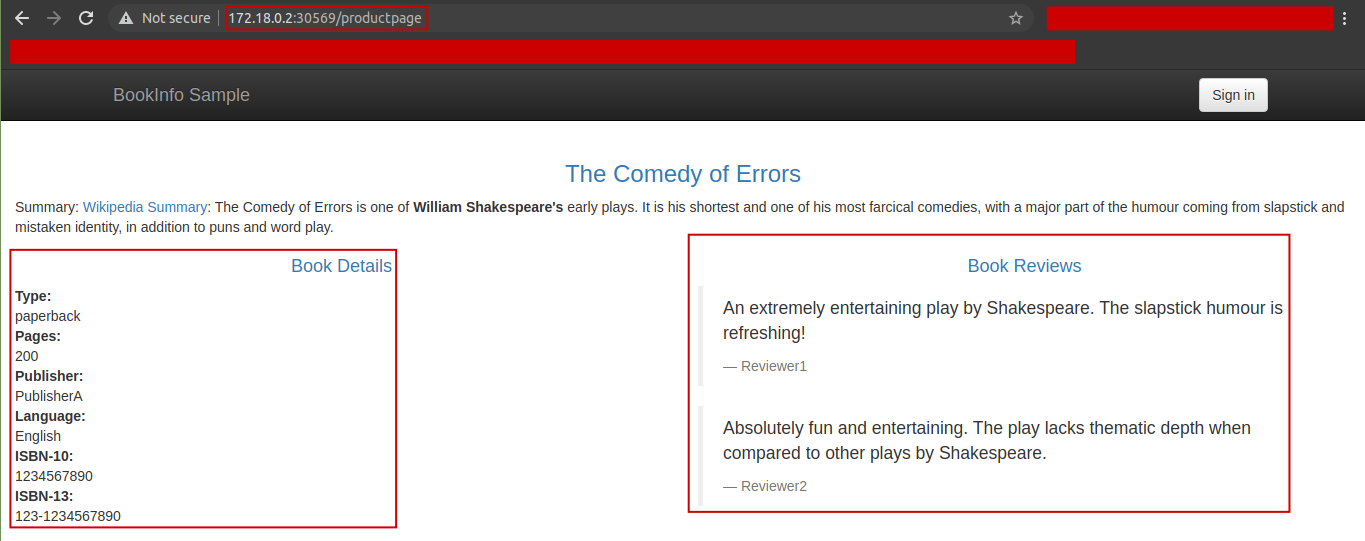 Not secure 172.18.0.2:30569/productpage
BookInfo Sample
Sign in
The Comedy of Errors
Summary: Wikipedia Summary: The Comedy of Errors is one of William Shakespeare's early plays. It is his shortest and one of his most farcical comedies, with a major part of the humour coming from slapstick and
mistaken identity, in addition to puns and word play.
Book Details
Type:
paperback
Pages:
200
Publisher:
PublisherA
Language:
English
ISBN-10:
1234567890
ISBN-13:
123-1234567890
Book Reviews
An extremely entertaining play by Shakespeare. The slapstick humour is
refreshing!
— Reviewer1
Absolutely fun and entertaining. The play lacks thematic depth when
compared to other plays by Shakespeare.
— Reviewer2